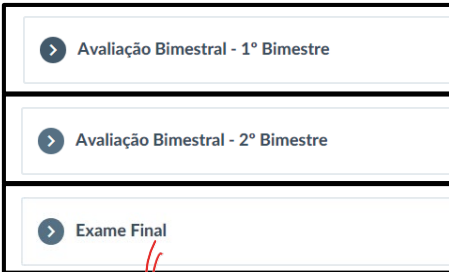 Avaliação Bimestral - 1º Bimestre
Avaliação Bimestral - 2º Bimestre
Exame Final